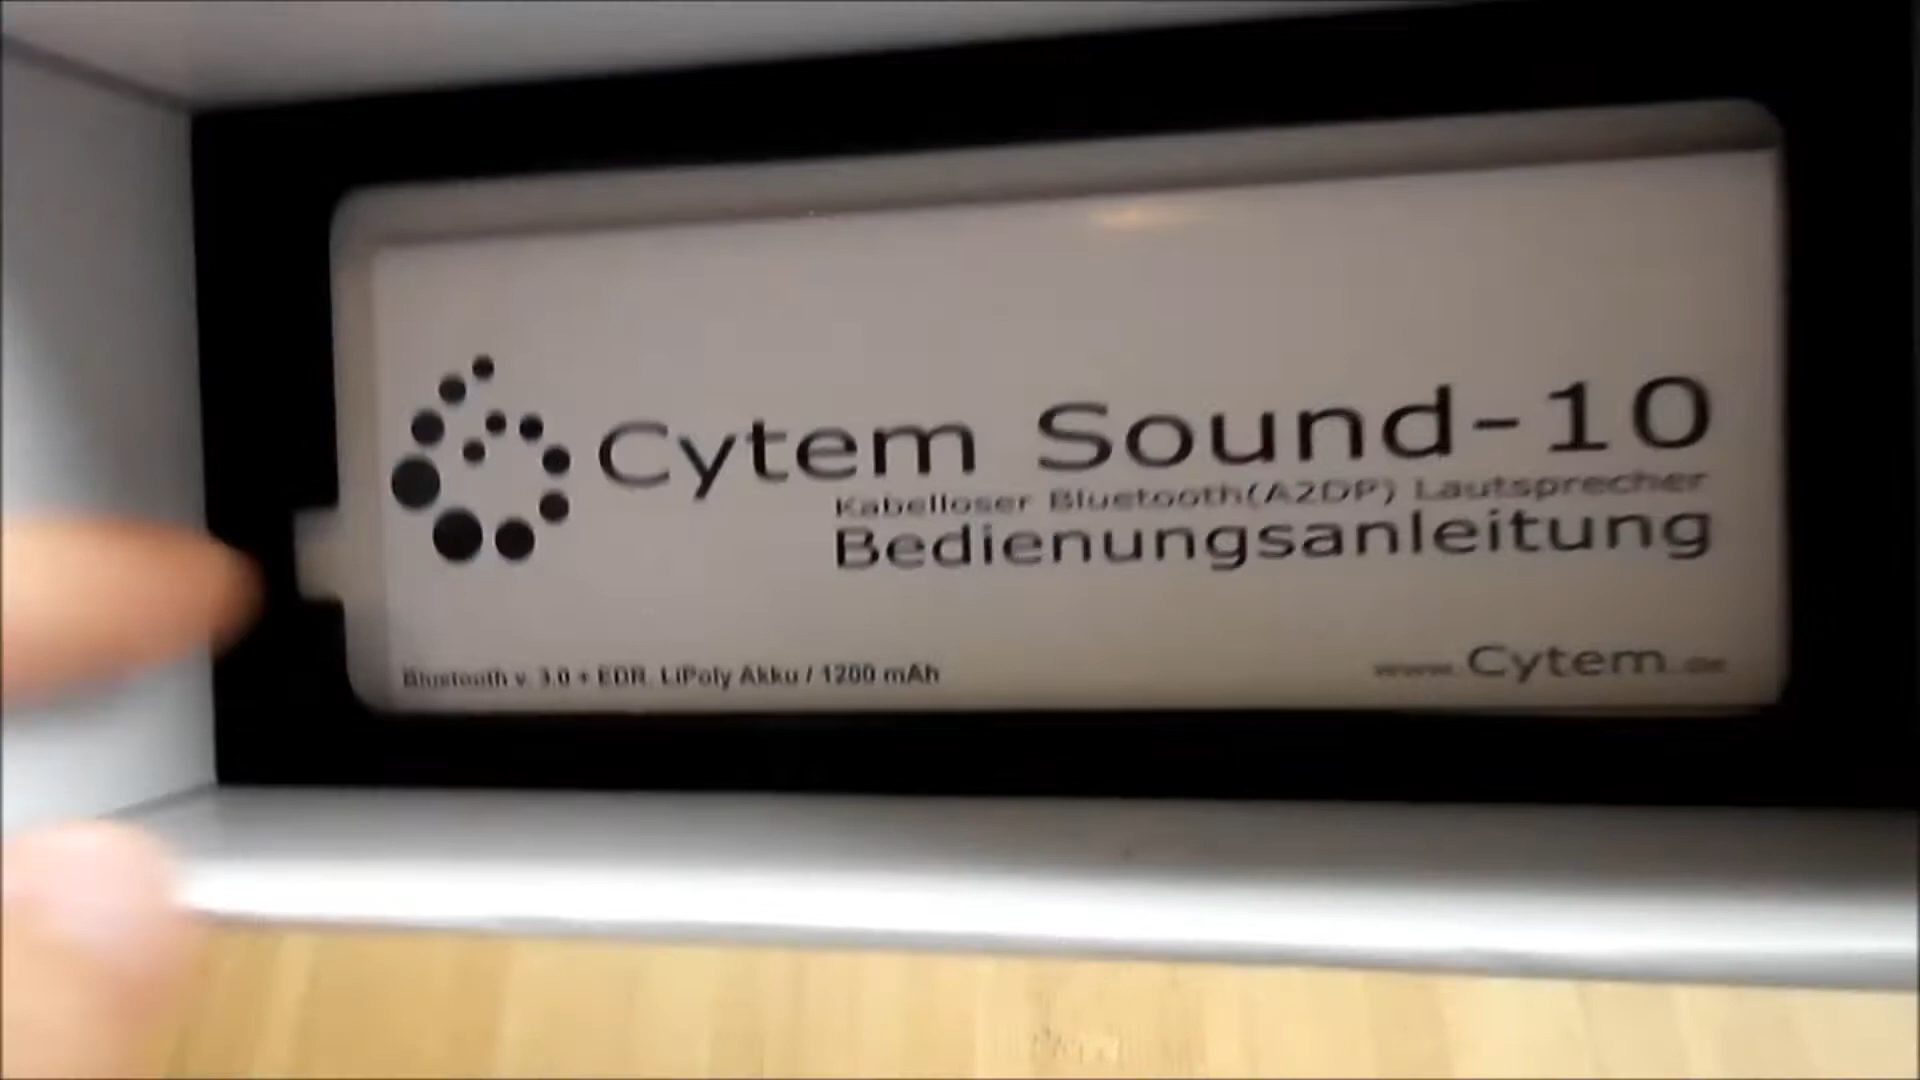 Cytem Sound-10
Kabelloser Bluetooth(A2DP) Lautsprecher
Bedienungsanleitung
Bluetooth v. 3.0 + EDR. LiPoly Akku / 1200 mAh
www.Cytem.de